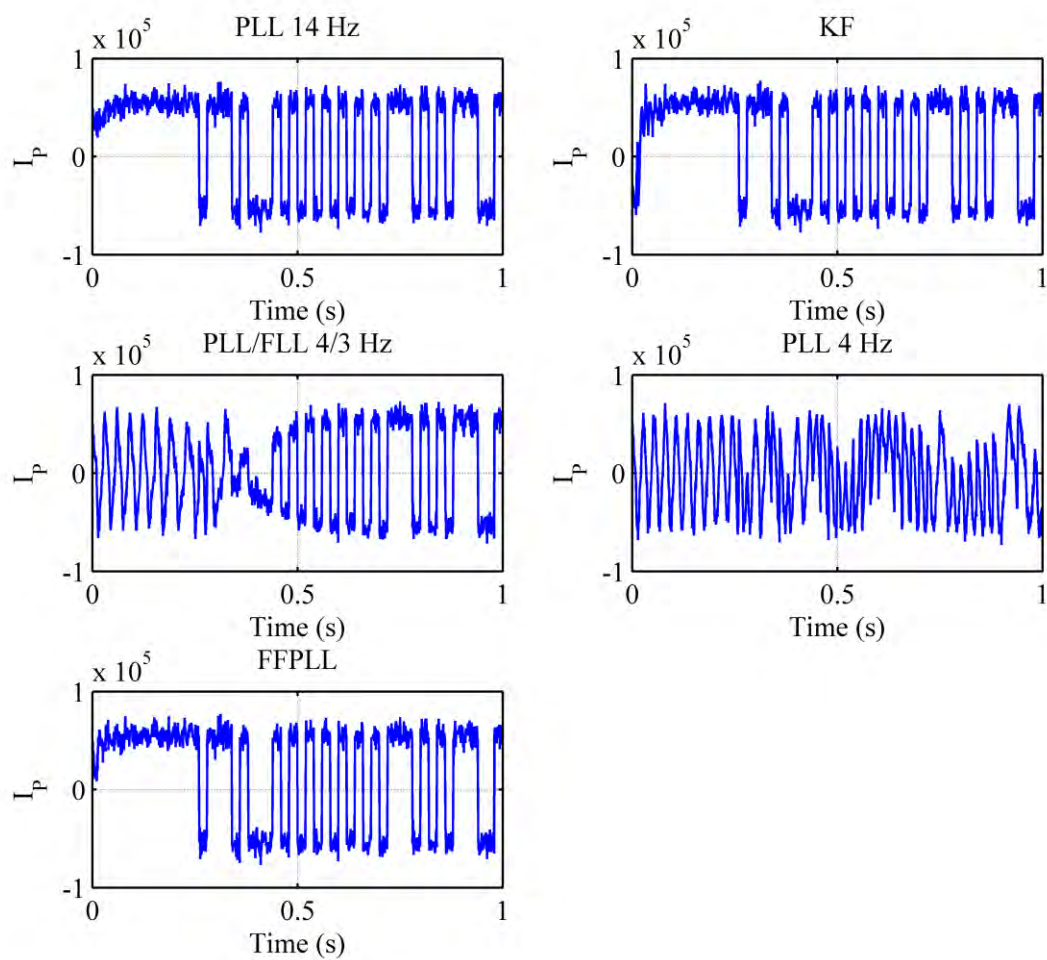 PLL 14 Hz
x 10^5
1
0
-1
I_P
0 0.5 1
Time (s)
KF
x 10^5
1
0
-1
I_P
0 0.5 1
Time (s)
PLL/FLL 4/3 Hz
x 10^5
1
0
-1
I_P
0 0.5 1
Time (s)
PLL 4 Hz
x 10^5
1
0
-1
I_P
0 0.5 1
Time (s)
FFPLL
x 10^5
1
0
-1
I_P
0 0.5 1
Time (s)